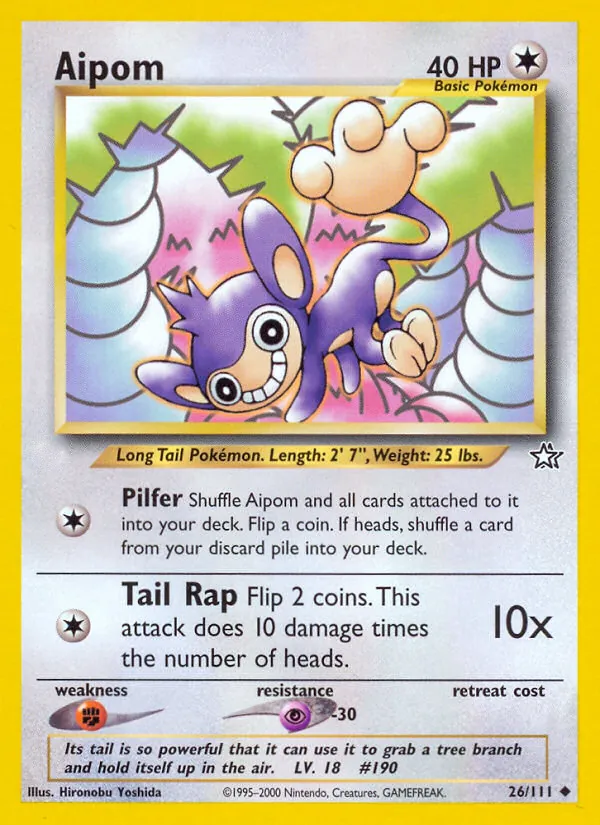 Aipom
40 HP
Basic Pokémon
Long Tail Pokémon. Length: 2' 7", Weight: 25 lbs.
Pilfer Shuffle Aipom and all cards attached to it
into your deck. Flip a coin. If heads, shuffle a card
from your discard pile into your deck.
Tail Rap Flip 2 coins. This
attack does 10 damage times
the number of heads.
10x
weakness
resistance
retreat cost
-30
Its tail is so powerful that it can use it to grab a tree branch
and hold itself up in the air. LV. 18 #190
Illus. Hironobu Yoshida
©1995-2000 Nintendo, Creatures, GAMEFREAK.
26/111